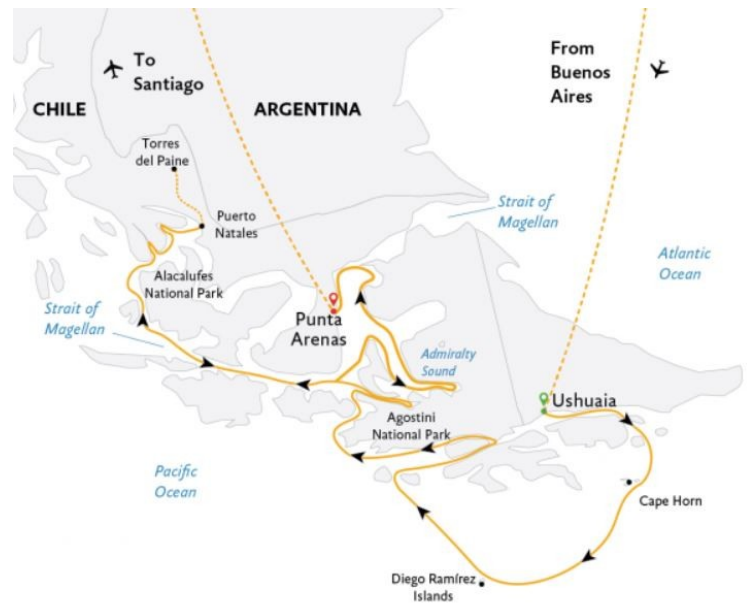 To
Santiago
From
Buenos
Aires
CHILE
ARGENTINA
Torres
del Paine
Strait of
Magellan
Puerto
Natales
Atlantic
Ocean
Alacalufes
National Park
Strait of
Magellan
Punta
Arenas
Admiralty
Sound
Ushuaia
Agostini
National Park
Pacific
Ocean
Cape Horn
Diego Ramírez
Islands